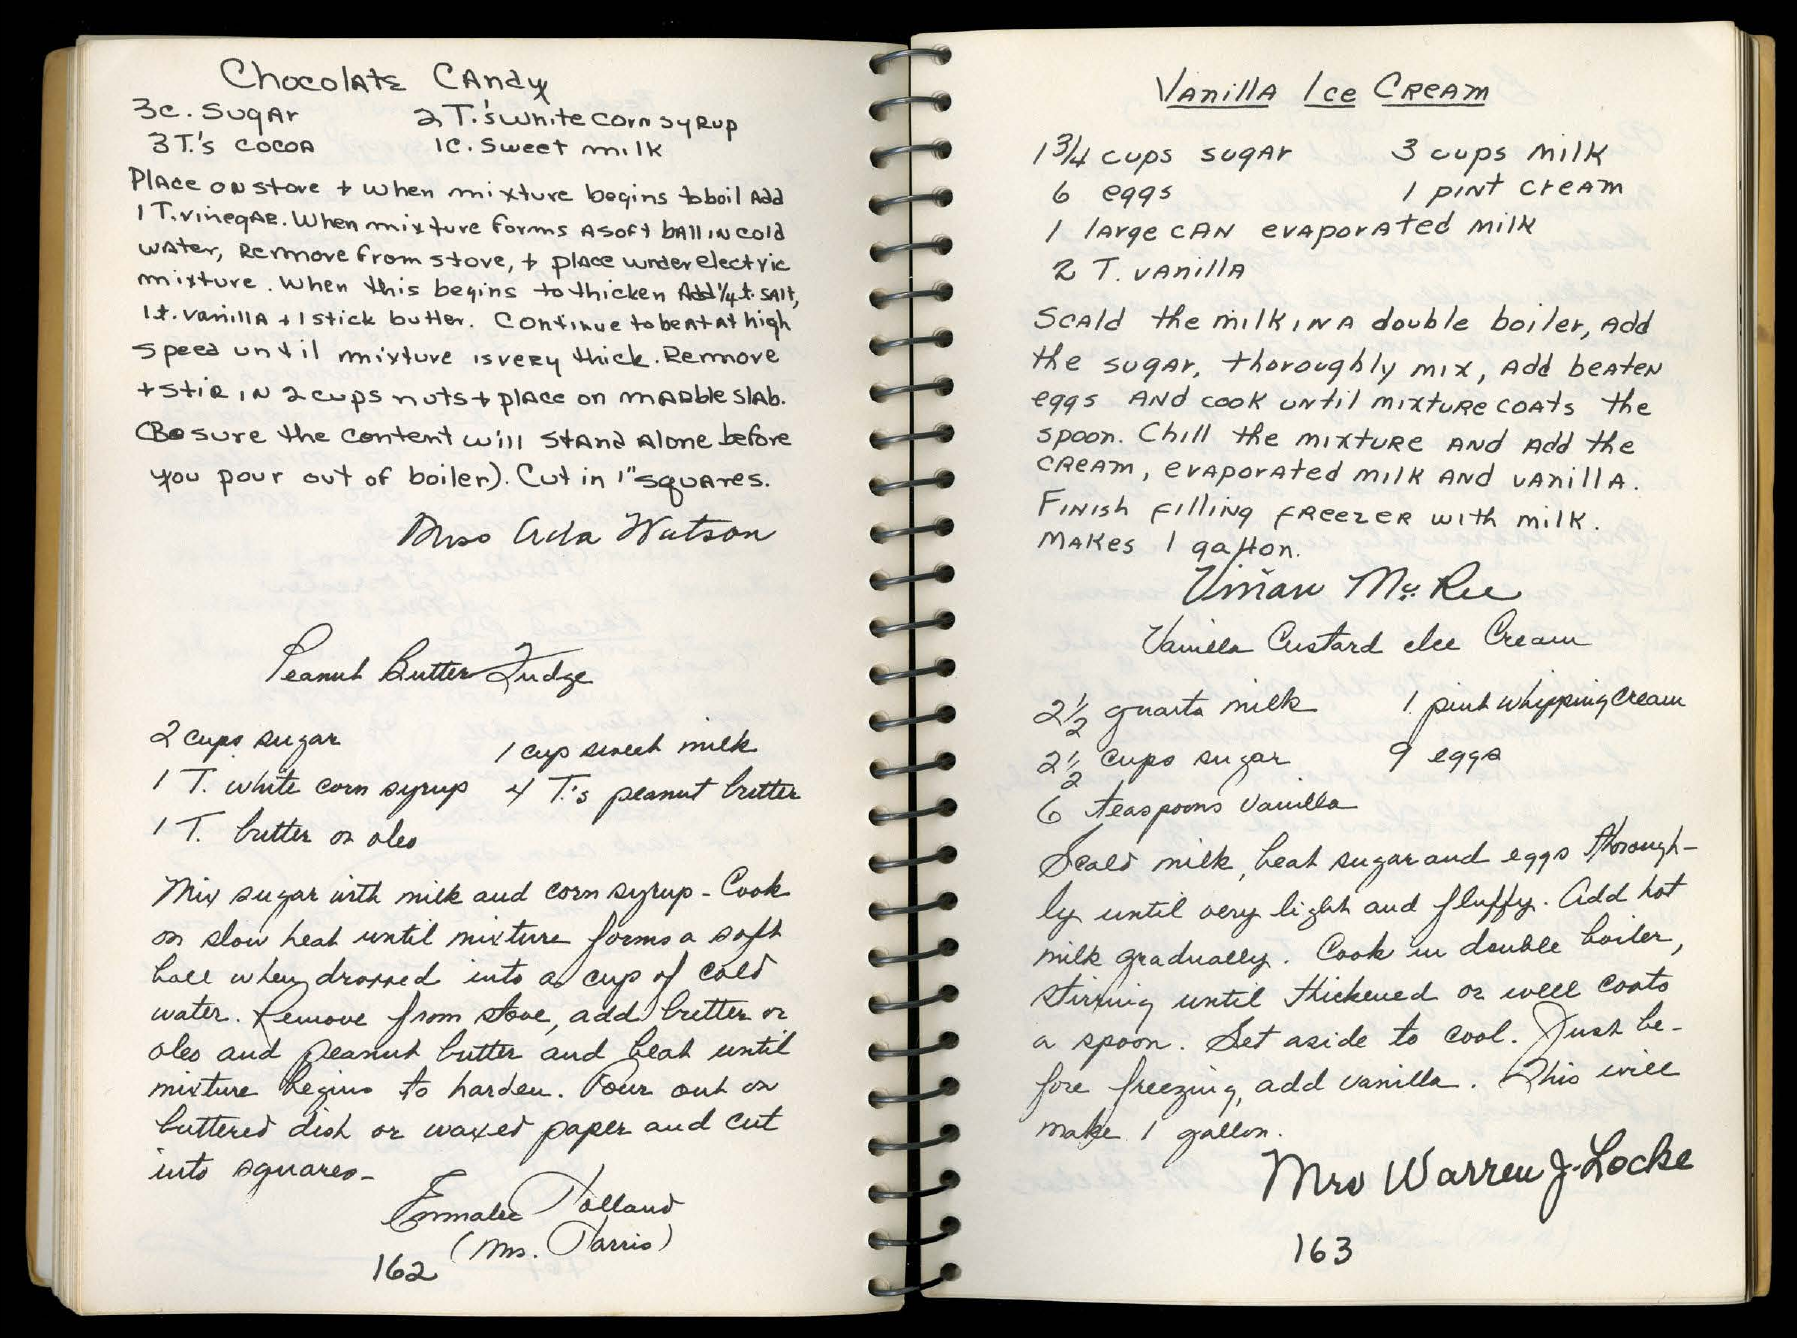 Chocolate Candy
3c. Sugar 2 T.'s white corn syrup
3 T.'s cocoa 1c. sweet milk
Place on stove + when mixture begins to boil add
1 T. vinegar. When mixture forms a soft ball in cold
water, remove from stove, + place under electric
mixture. When this begins to thicken add 1/4 t. salt,
1 t. vanilla + 1 stick butter. Continue to beat at high
speed until mixture is very thick. Remove
+ stir in 2 cups nuts + place on marble slab.
(Be sure the content will stand alone before
you pour out of boiler). Cut in 1" squares.
Miss Ada Watson
Peanut Butter Fudge
2 cups sugar 1 cup sweet milk
1 T. white corn syrup 4 T.'s peanut butter
1 T. butter or oleo
Mix sugar with milk and corn syrup - Cook
on slow heat until mixture forms a soft
ball when dropped into a cup of cold
water. Remove from stove, add butter or
oleo and peanut butter and beat until
mixture begins to harden. Pour out on
buttered dish or waxed paper and cut
into squares -
Emmalee Holland
(Mrs. Parris)
162
Vanilla Ice Cream
1 3/4 cups sugar 3 cups milk
6 eggs 1 pint cream
1 large can evaporated milk
2 T. vanilla
Scald the milk in a double boiler, add
the sugar, thoroughly mix, add beaten
eggs and cook until mixture coats the
spoon. Chill the mixture and add the
cream, evaporated milk and vanilla.
Finish filling freezer with milk.
Makes 1 gallon.
Vivian McRee
Vanilla Custard Ice Cream
2 1/2 quarts milk 1 pint whipping cream
2 1/2 cups sugar 9 eggs
6 teaspoons vanilla
Scald milk, beat sugar and eggs thorough-
ly until very light and fluffy. Add hot
milk gradually. Cook in double boiler,
stirring until thickened or well coats
a spoon. Set aside to cool. Just be-
fore freezing, add vanilla. This will
make 1 gallon.
Mrs Warren J. Locke
163